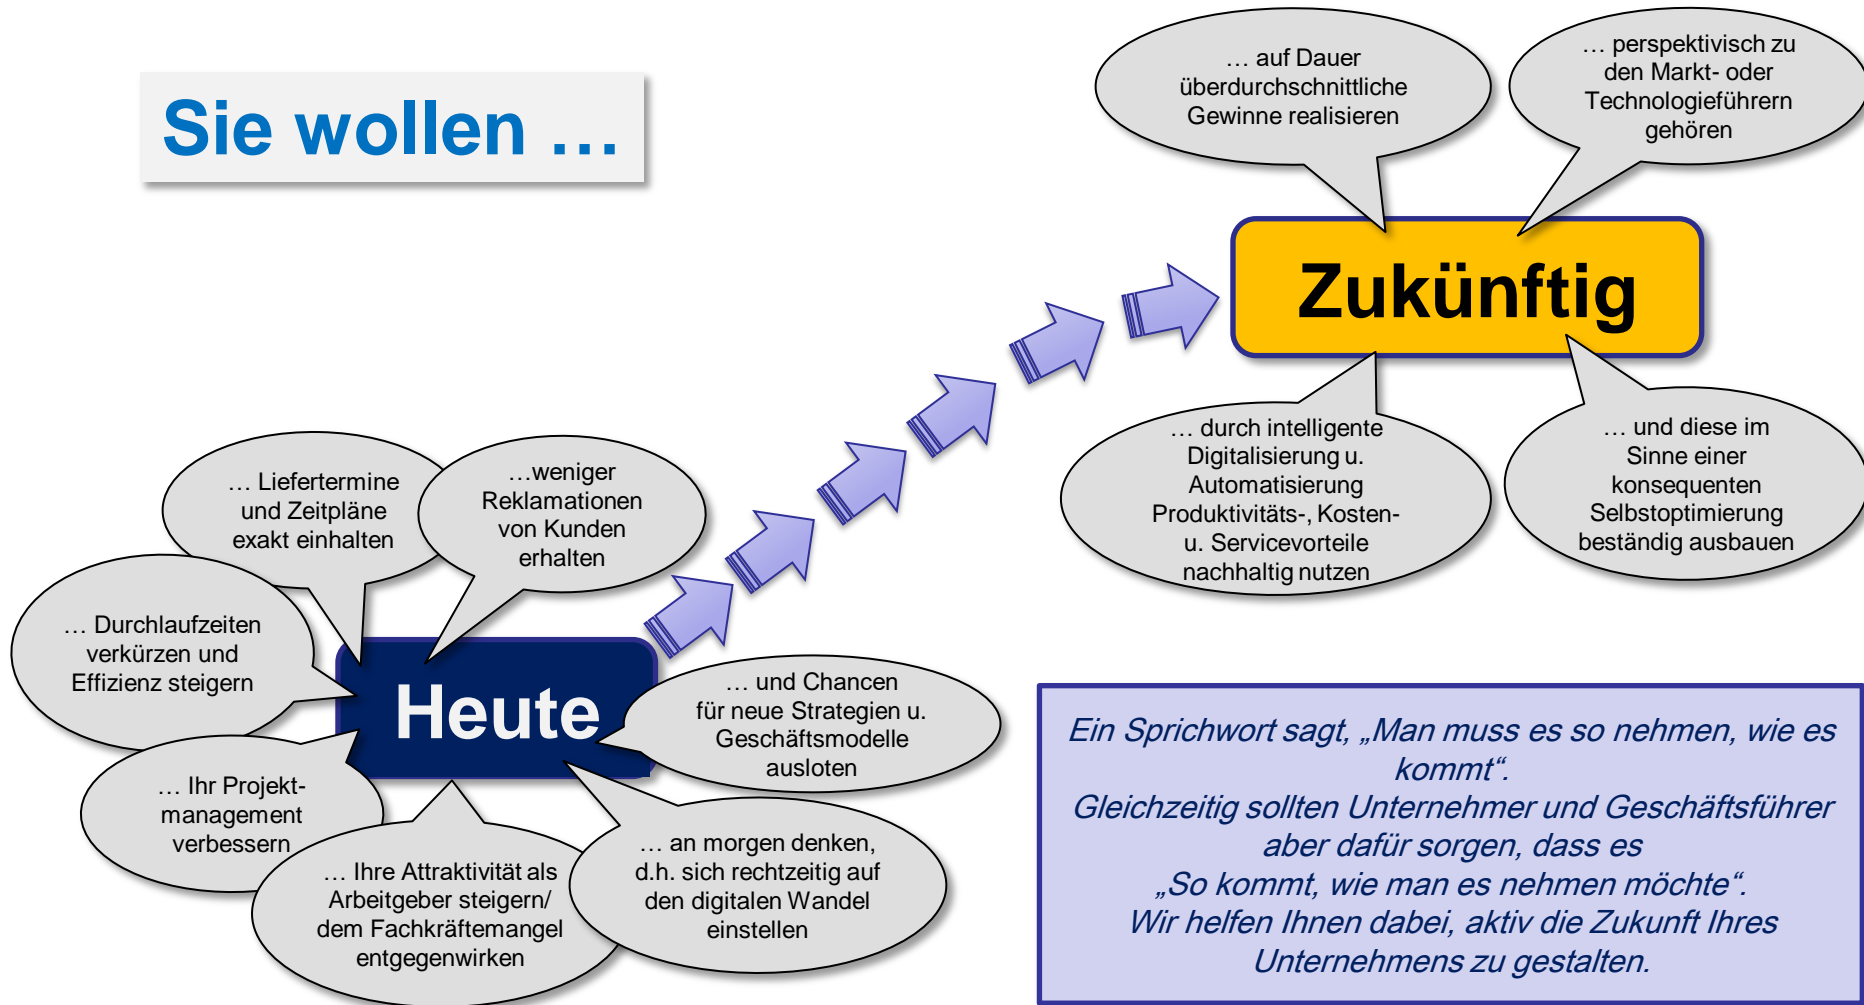 Sie wollen …
… auf Dauer
überdurchschnittliche
Gewinne realisieren
… perspektivisch zu
den Markt- oder
Technologieführern
gehören
Zukünftig
… durch intelligente
Digitalisierung u.
Automatisierung
Produktivitäts-, Kosten-
u. Servicevorteile
nachhaltig nutzen
… und diese im
Sinne einer
konsequenten
Selbstoptimierung
beständig ausbauen
… Liefertermine
und Zeitpläne
exakt einhalten
…weniger
Reklamationen
von Kunden
erhalten
… Durchlaufzeiten
verkürzen und
Effizienz steigern
Heute
… und Chancen
für neue Strategien u.
Geschäftsmodelle
ausloten
… Ihr Projekt-
management
verbessern
… Ihre Attraktivität als
Arbeitgeber steigern/
dem Fachkräftemangel
entgegenwirken
… an morgen denken,
d.h. sich rechtzeitig auf
den digitalen Wandel
einstellen
Ein Sprichwort sagt, „Man muss es so nehmen, wie es
kommt“.
Gleichzeitig sollten Unternehmer und Geschäftsführer
aber dafür sorgen, dass es
„So kommt, wie man es nehmen möchte“.
Wir helfen Ihnen dabei, aktiv die Zukunft Ihres
Unternehmens zu gestalten.